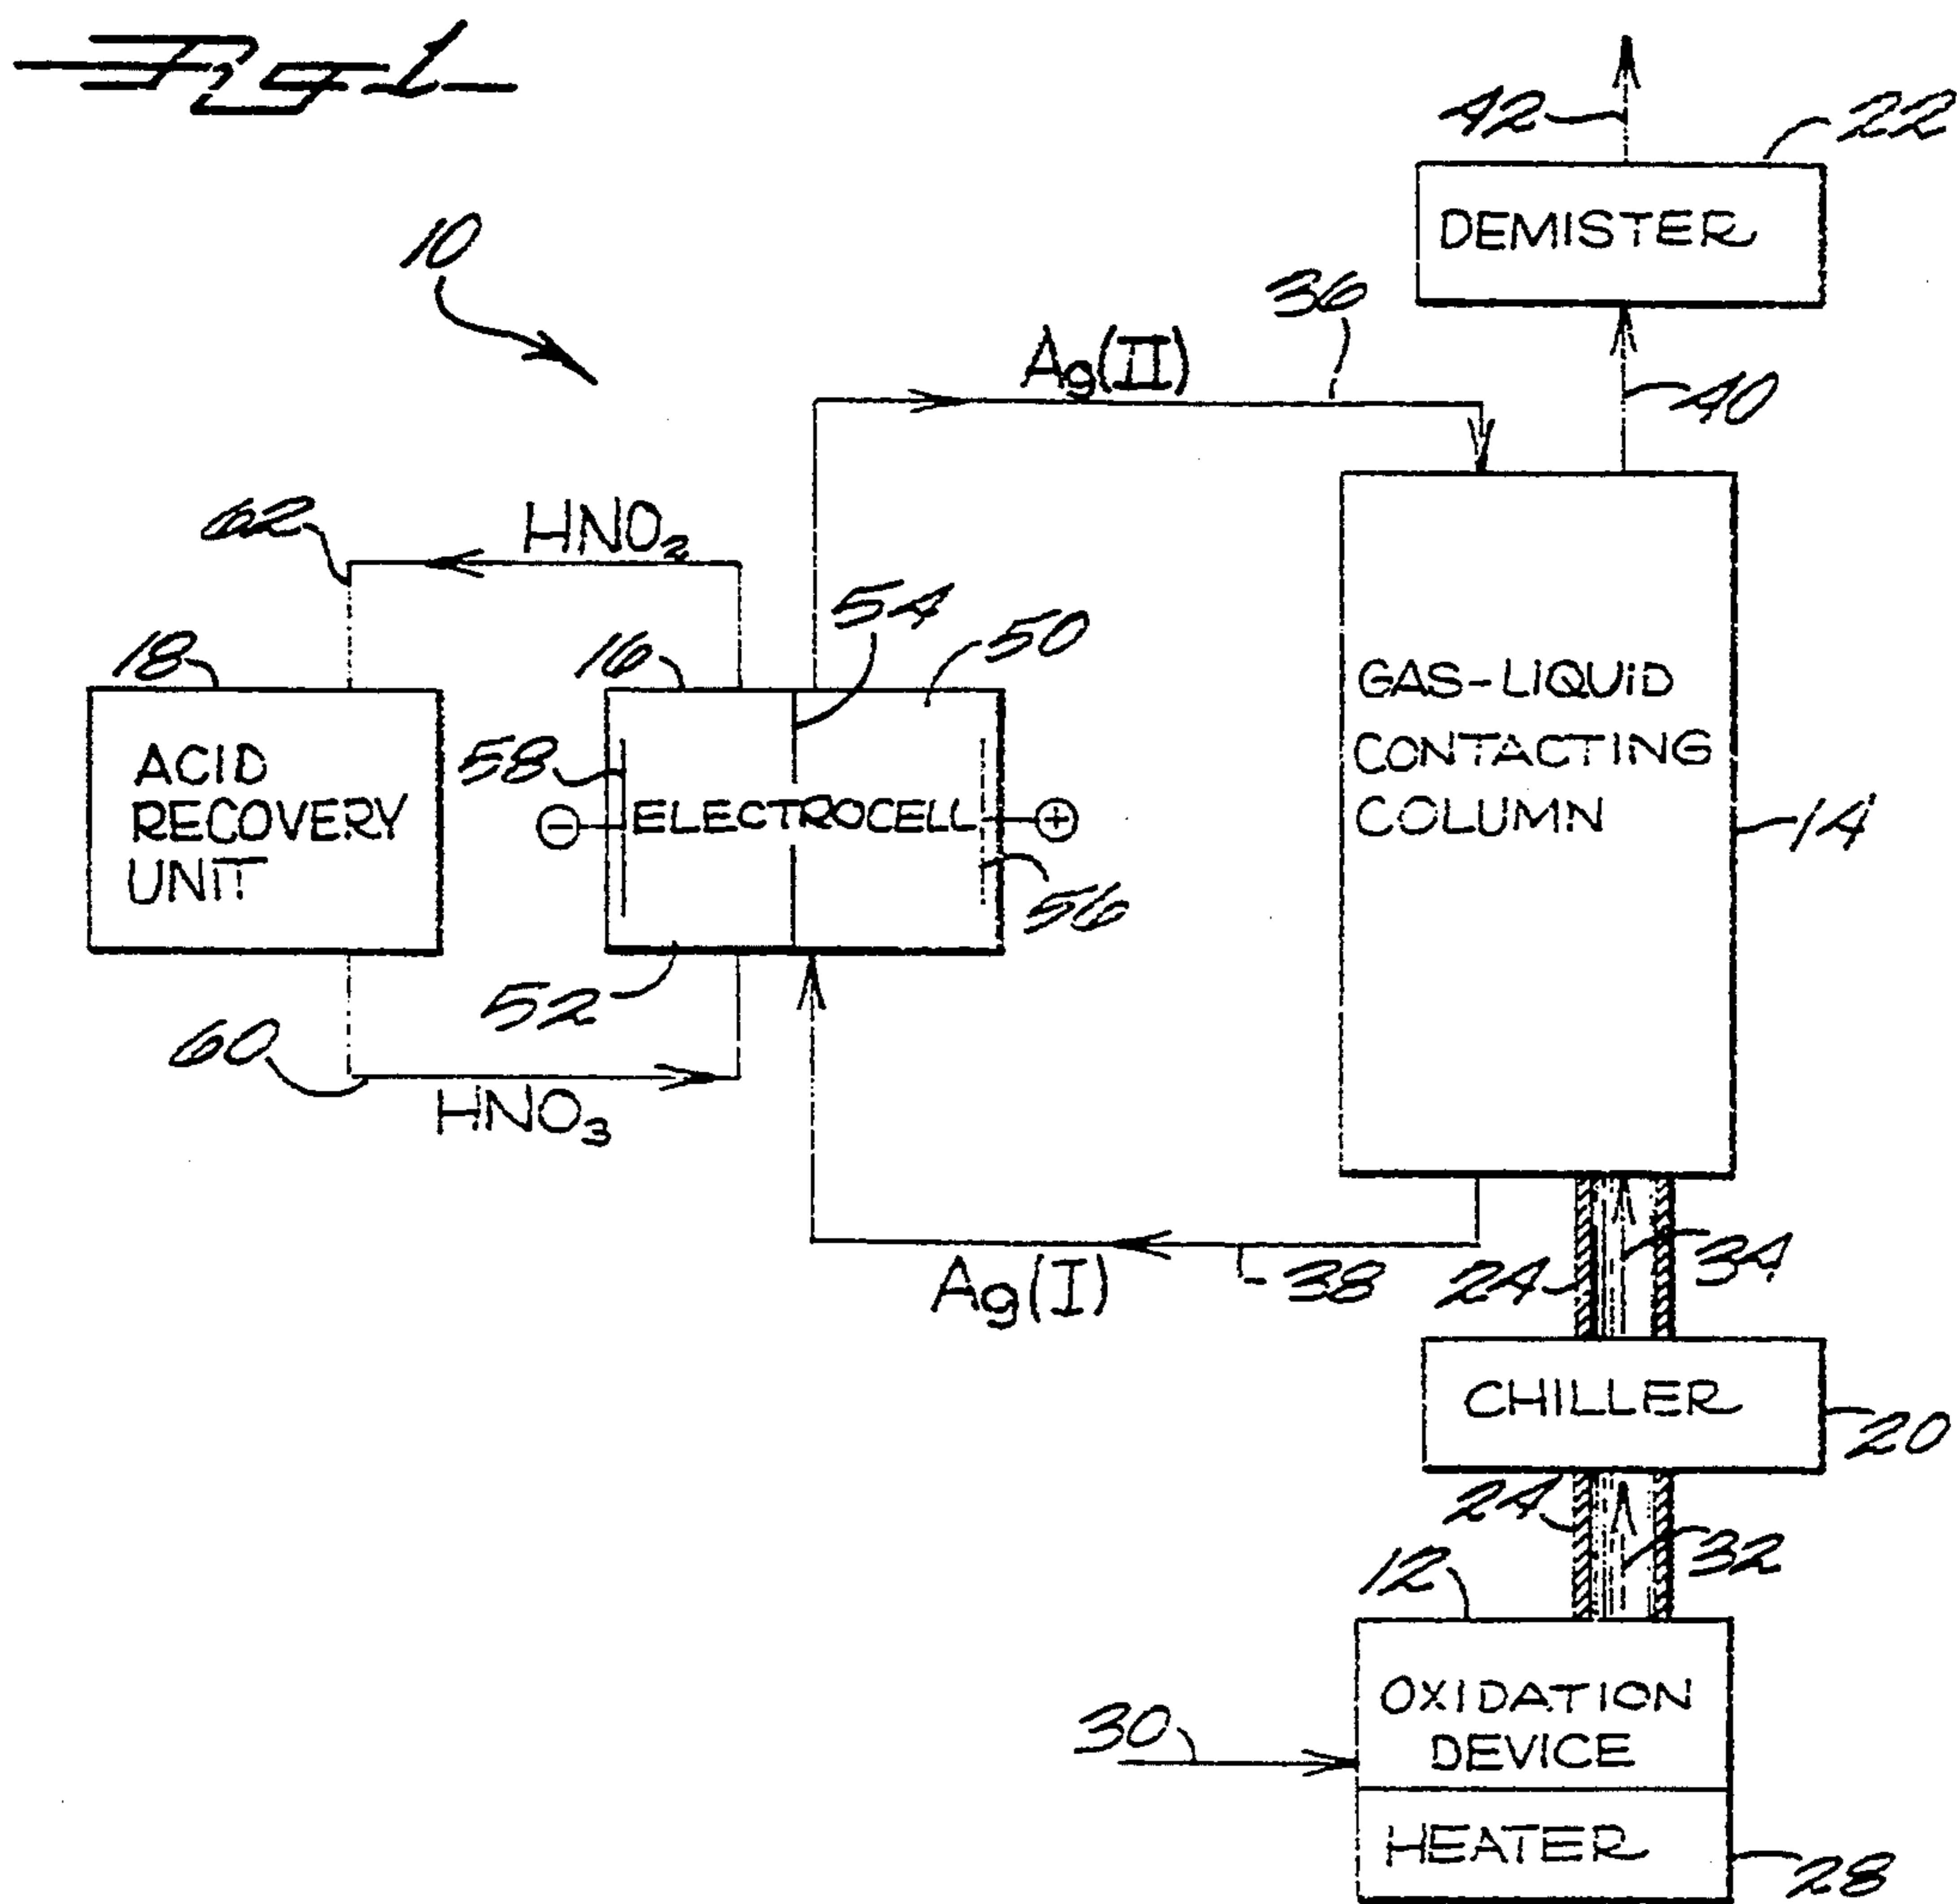 Fig 1
42
22
DEMISTER
10
36
Ag(II)
40
62
HNO₂
54
50
18
16
GAS-LIQUID
CONTACTING
COLUMN
14
ACID
RECOVERY
UNIT
58
− ELECTROCELL +
56
52
60
HNO₃
Ag(I)
38
24
34
CHILLER
20
24
32
12
OXIDATION
DEVICE
30
HEATER
28